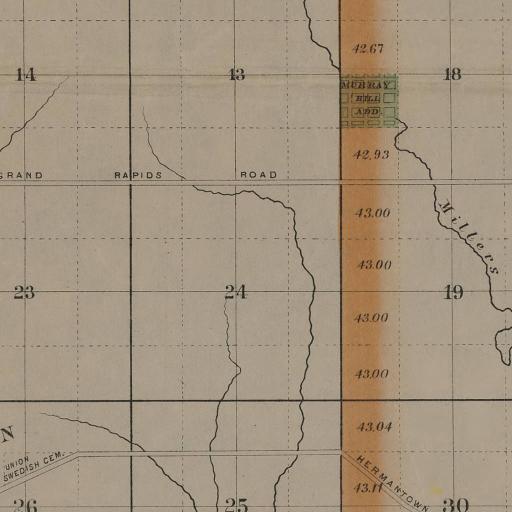 42.67
14
13
18
MURRAY
HILL
ADD.
42.93
GRAND RAPIDS ROAD
43.00
Millers
43.00
23
24
19
43.00
43.00
43.04
N
UNION
SWEDISH CEM.
HERMANTOWN
43.11
26
25
30